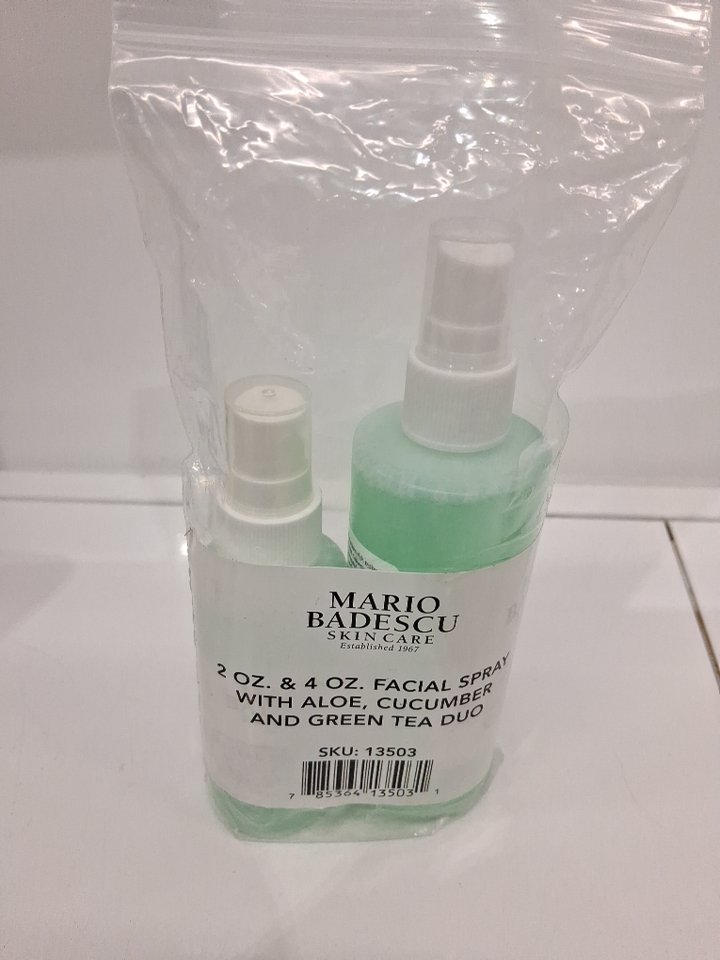 MARIO
BADESCU
SKIN CARE
Established 1967
2 OZ. & 4 OZ. FACIAL SPRAY
WITH ALOE, CUCUMBER
AND GREEN TEA DUO
SKU: 13503
7 85364 13503 1